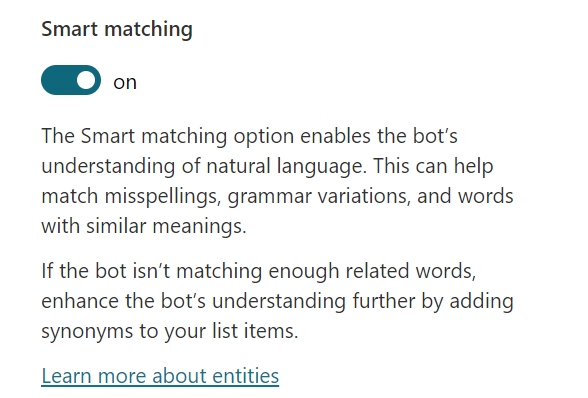 Smart matching
on
The Smart matching option enables the bot’s
understanding of natural language. This can help
match misspellings, grammar variations, and words
with similar meanings.
If the bot isn’t matching enough related words,
enhance the bot’s understanding further by adding
synonyms to your list items.
Learn more about entities